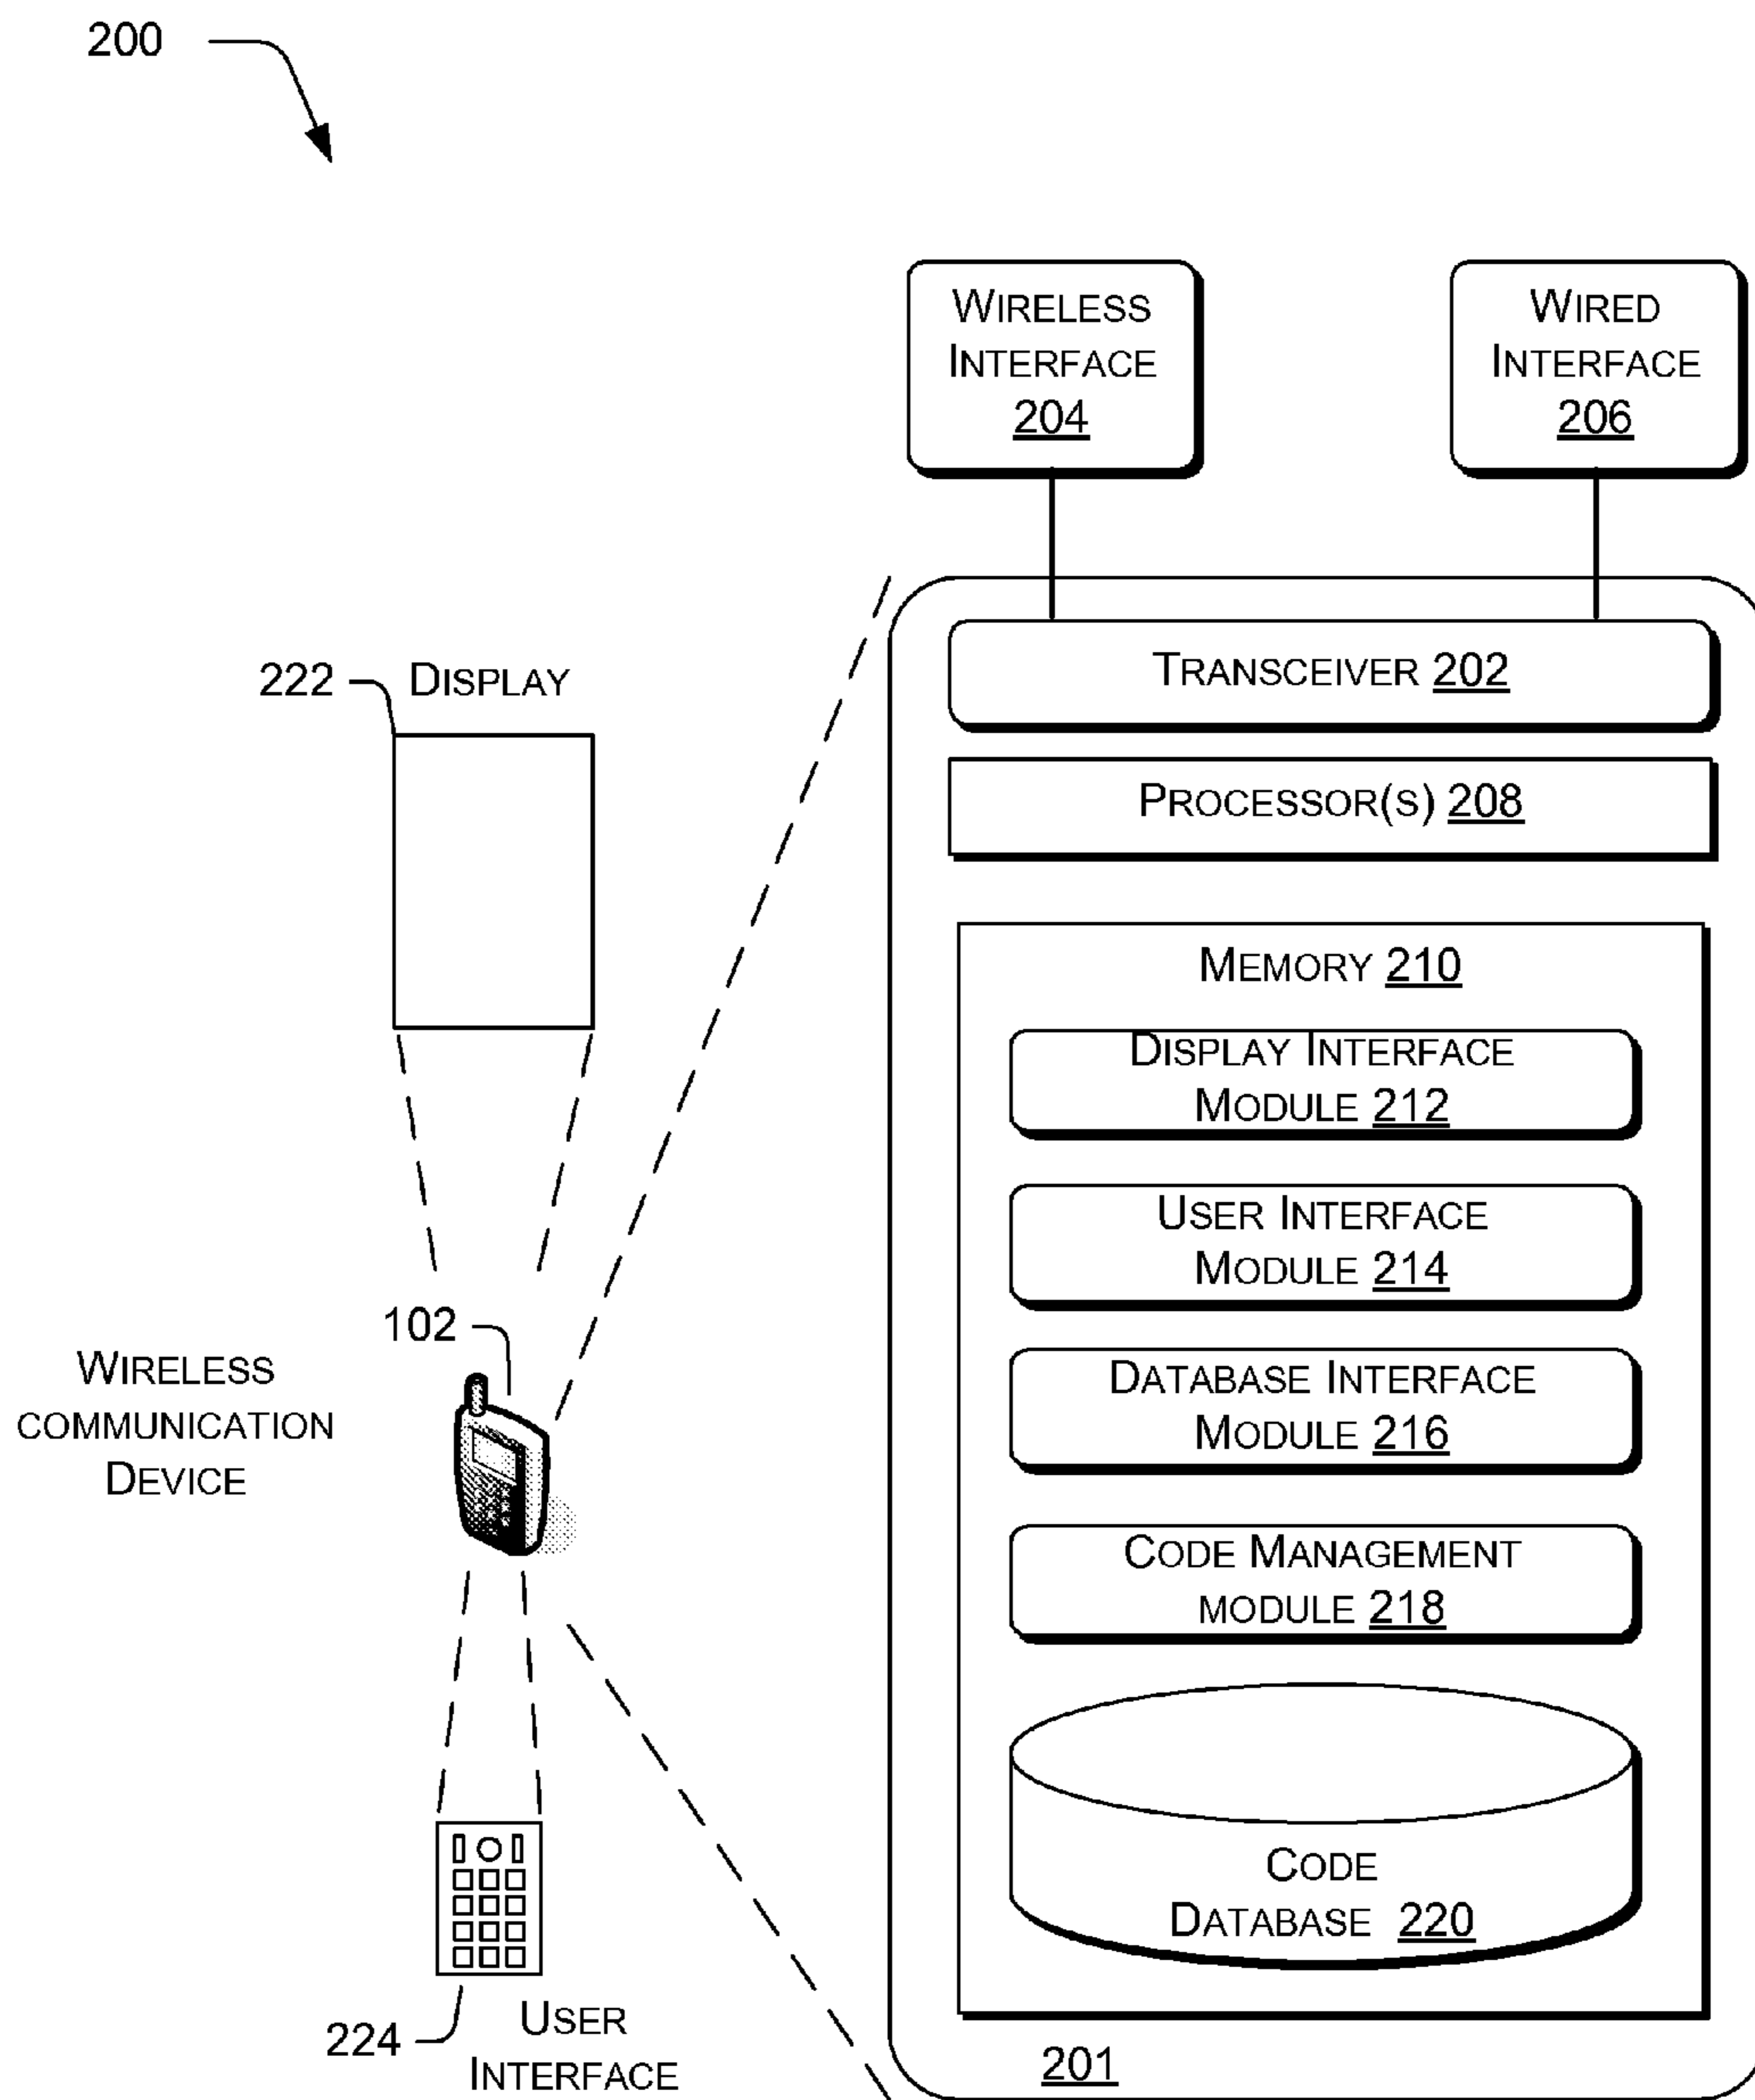 200
WIRELESS
INTERFACE
204
WIRED
INTERFACE
206
TRANSCEIVER 202
PROCESSOR(S) 208
MEMORY 210
DISPLAY INTERFACE
MODULE 212
USER INTERFACE
MODULE 214
DATABASE INTERFACE
MODULE 216
CODE MANAGEMENT
MODULE 218
CODE
DATABASE 220
201
222 DISPLAY
102
WIRELESS
COMMUNICATION
DEVICE
224
USER
INTERFACE